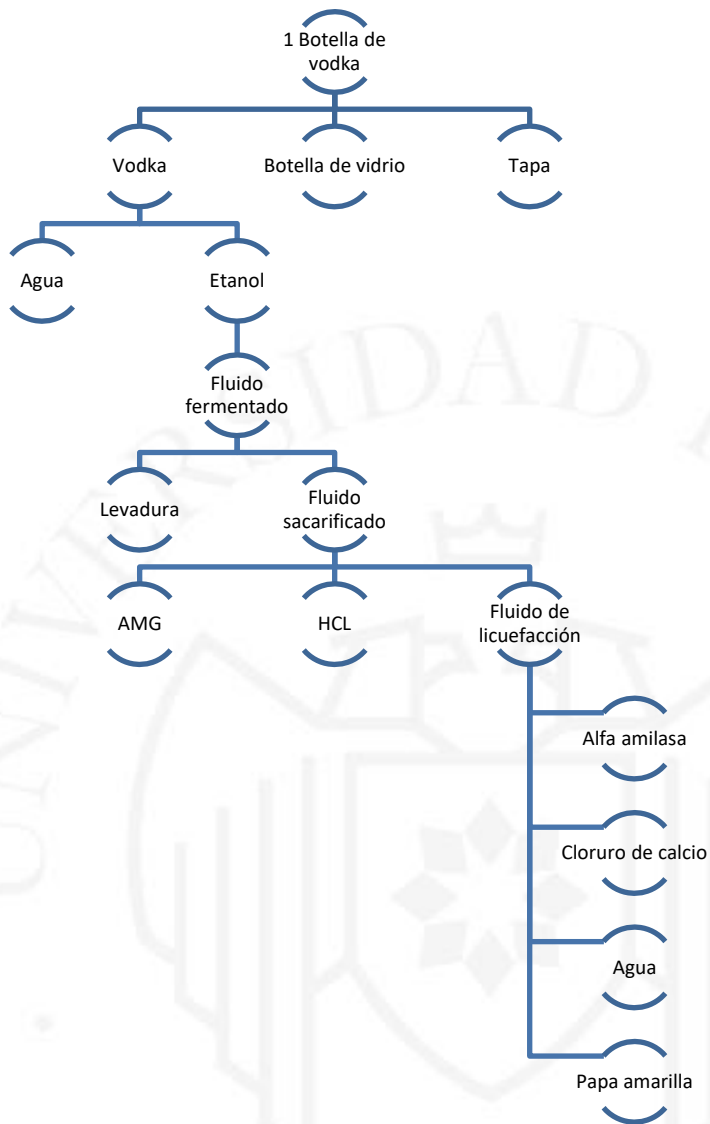 1 Botella de
vodka
Vodka
Botella de vidrio
Tapa
Agua
Etanol
Fluido
fermentado
Levadura
Fluido
sacarificado
AMG
HCL
Fluido de
licuefacción
Alfa amilasa
Cloruro de calcio
Agua
Papa amarilla